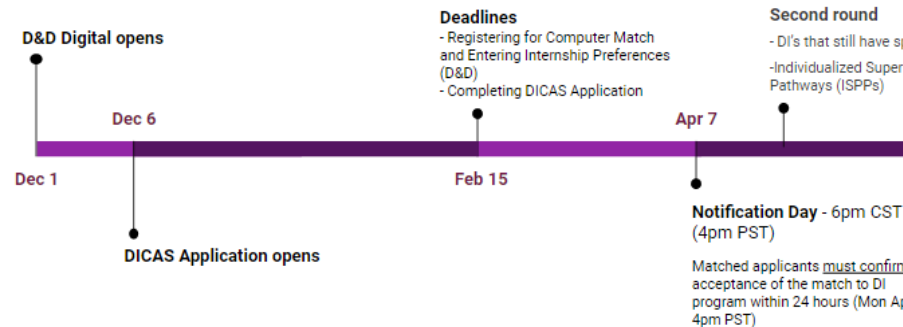 D&D Digital opens
Dec 1
Dec 6
DICAS Application opens
Deadlines
- Registering for Computer Match
and Entering Internship Preferences
(D&D)
- Completing DICAS Application
Feb 15
Apr 7
Notification Day - 6pm CST
(4pm PST)
Matched applicants must confirm
acceptance of the match to DI
program within 24 hours (Mon
4pm PST)
Second round
- DI's that still have
-Individualized
Pathways (ISPPs)